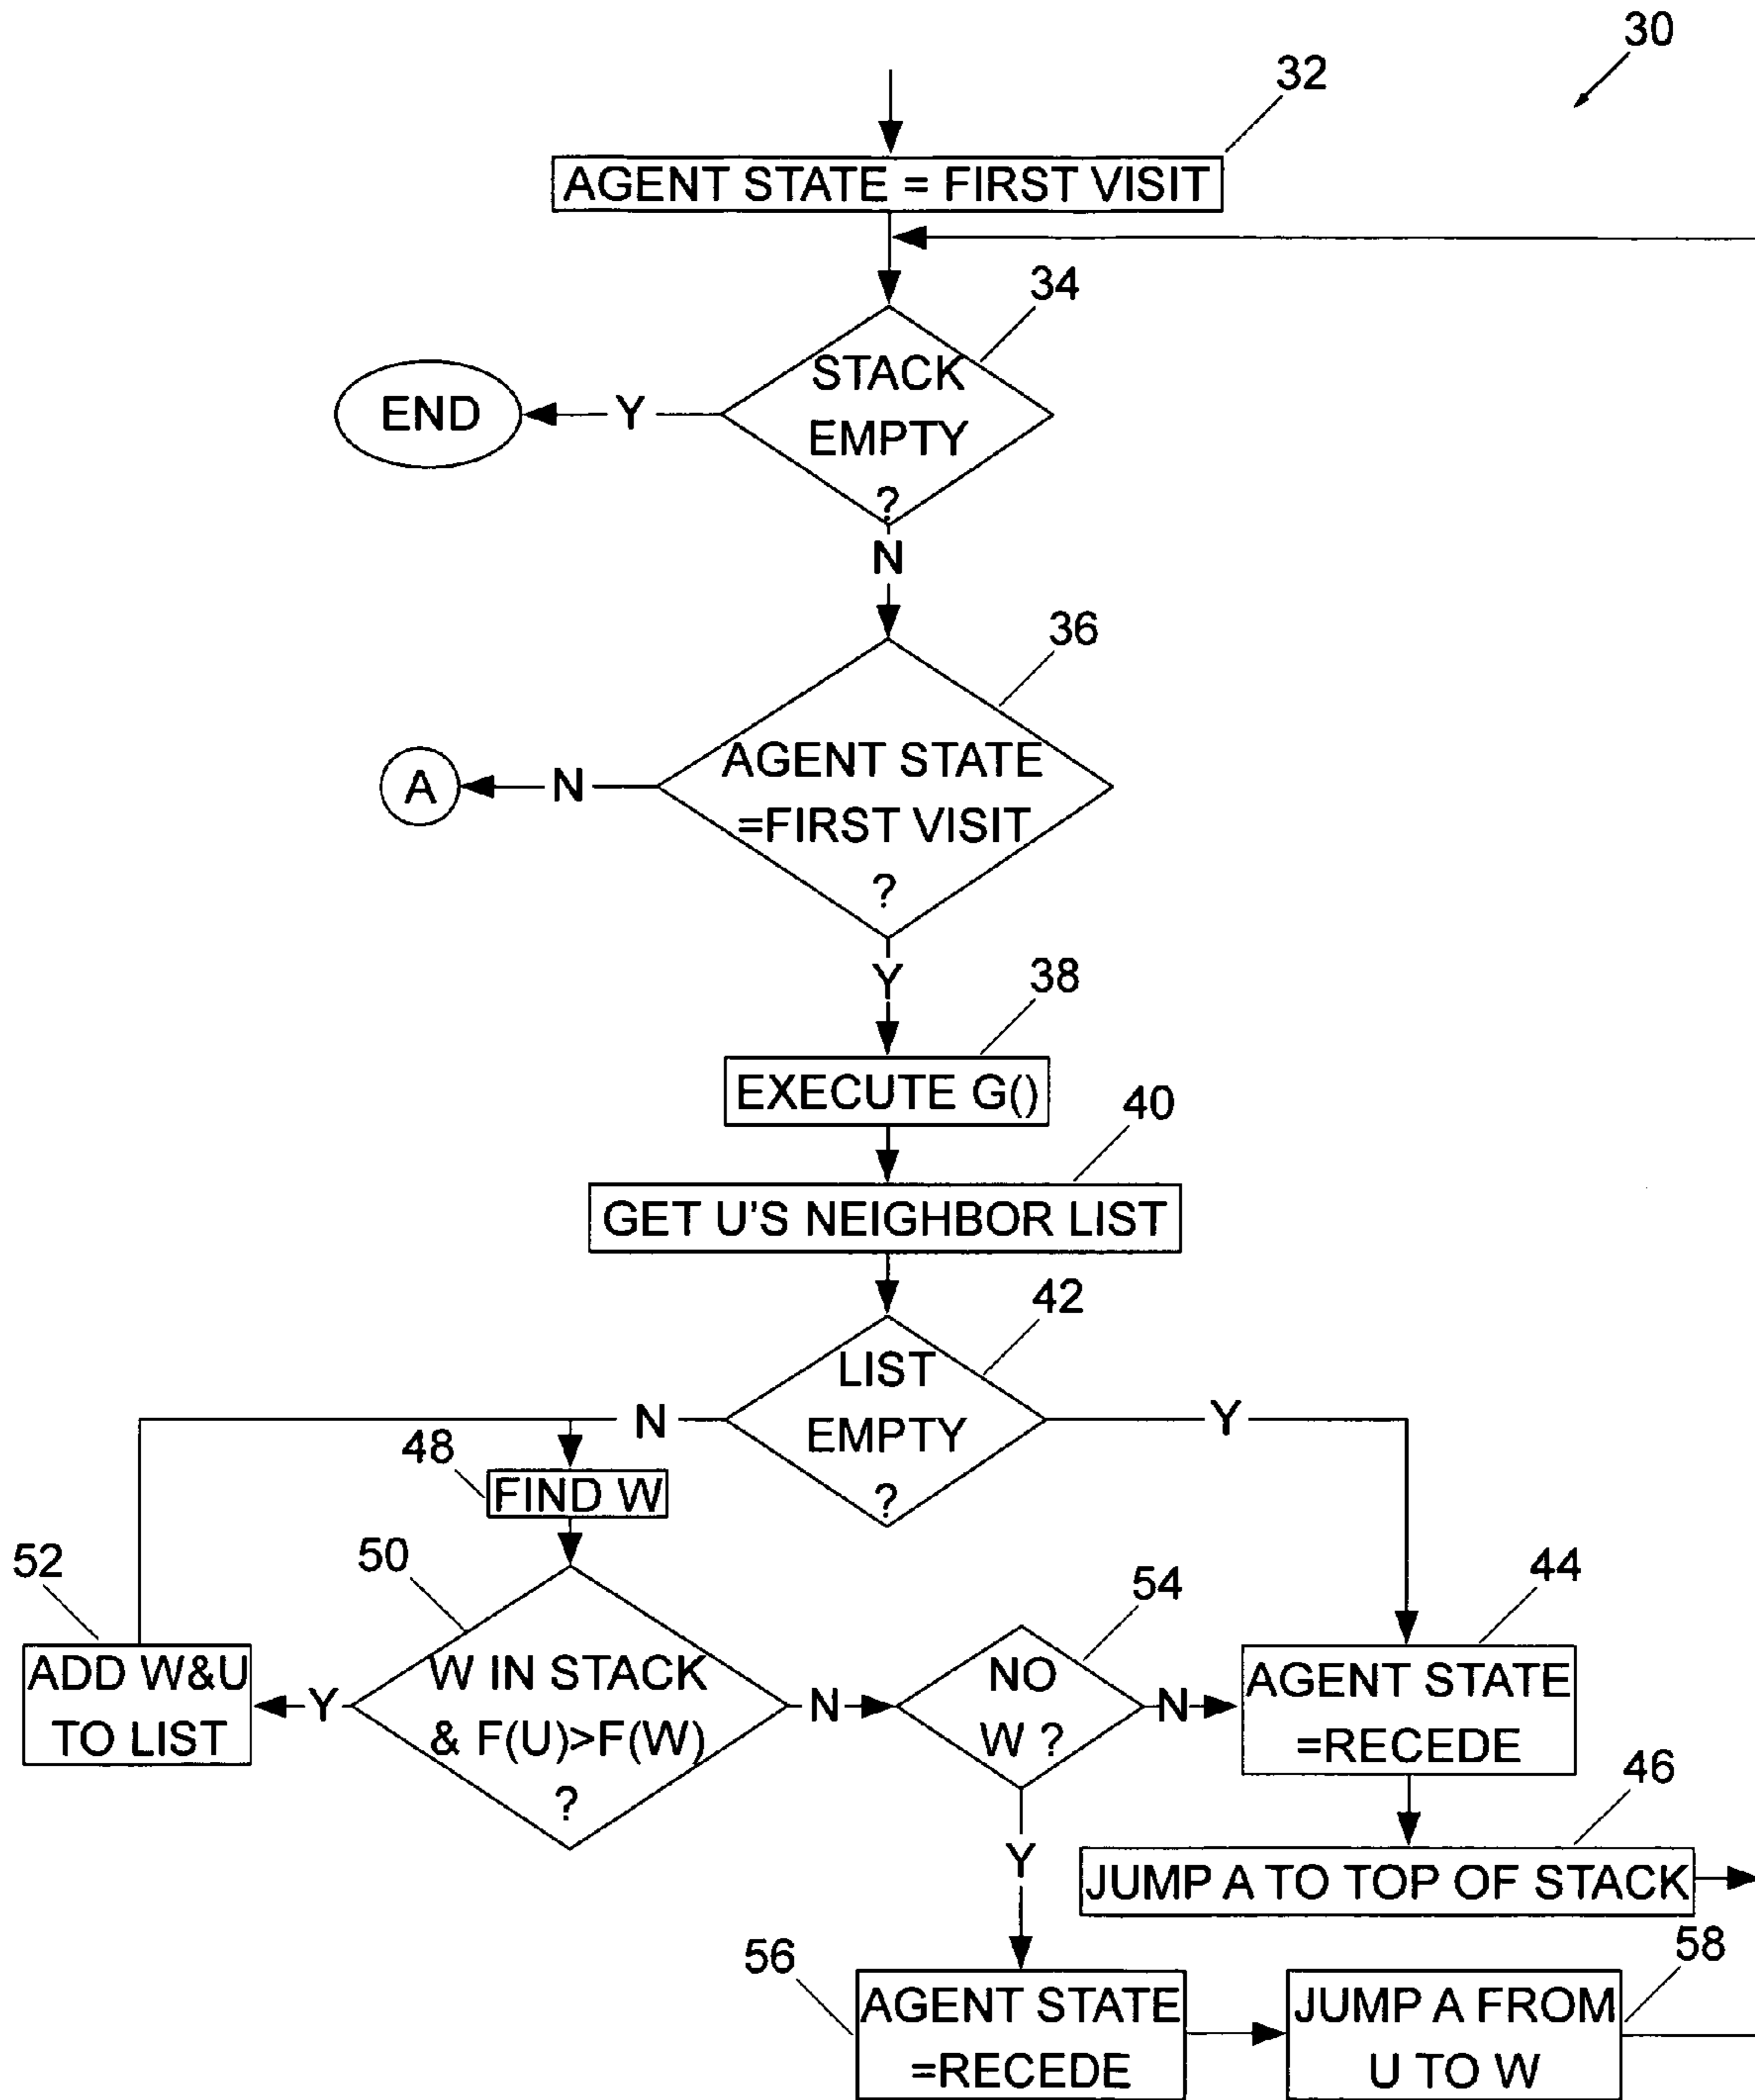 30
32
AGENT STATE = FIRST VISIT
34
STACK
EMPTY
?
END
Y
N
36
AGENT STATE
=FIRST VISIT
?
A
N
Y
38
EXECUTE G()
40
GET U'S NEIGHBOR LIST
42
LIST
EMPTY
?
N
Y
48
FIND W
52
ADD W&U
TO LIST
Y
50
W IN STACK
& F(U)>F(W)
?
N
54
NO
W ?
N
44
AGENT STATE
=RECEDE
46
JUMP A TO TOP OF STACK
Y
56
AGENT STATE
=RECEDE
58
JUMP A FROM
U TO W